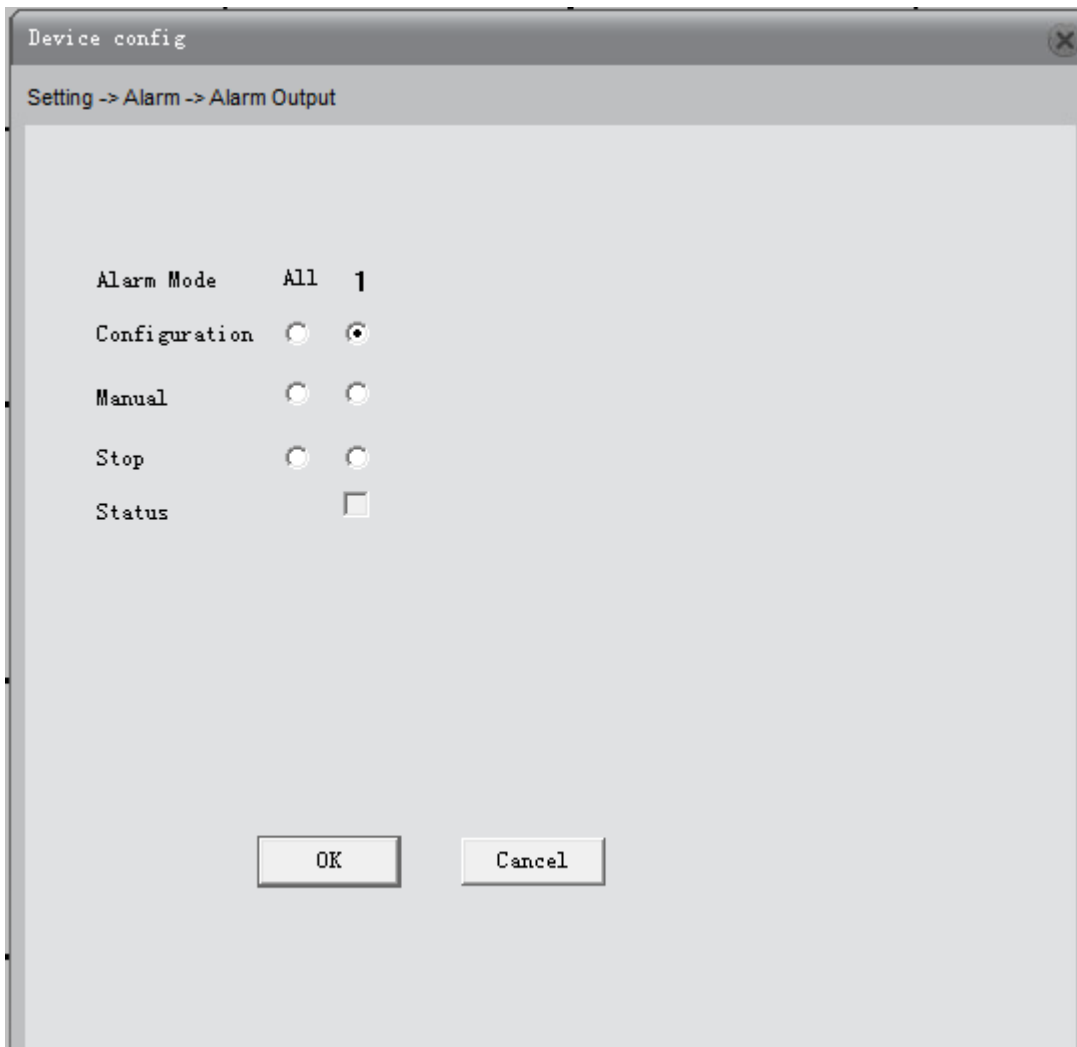 Device config
Setting -> Alarm -> Alarm Output
Alarm Mode All 1
Configuration
Manual
Stop
Status
OK Cancel